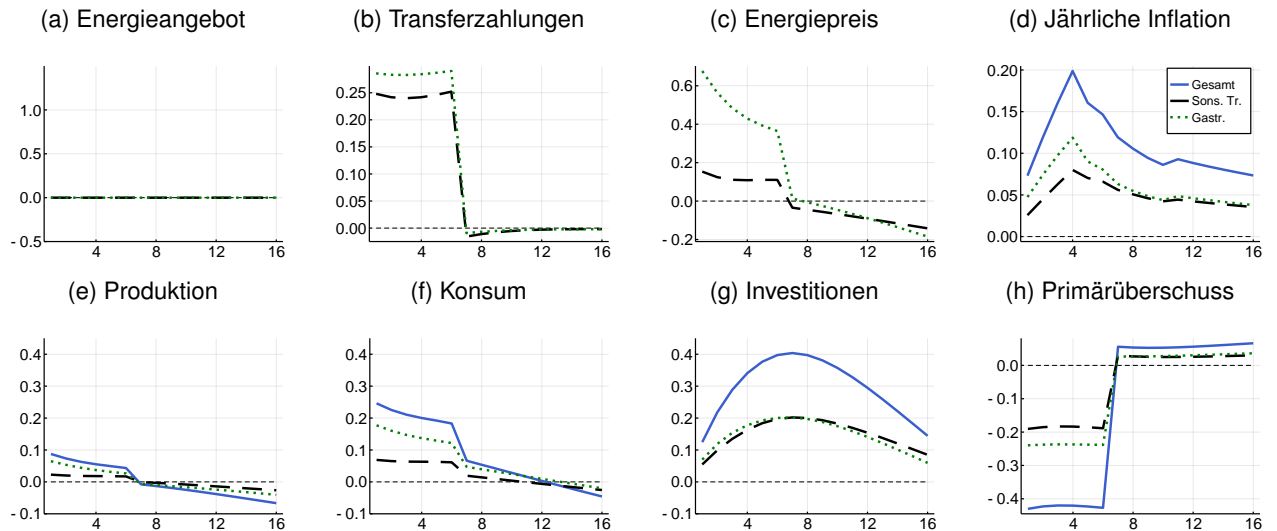 (a) Energieangebot
(b) Transferzahlungen
(c) Energiepreis
(d) Jährliche Inflation
1.0
0.5
0.0
- 0.5
4 8 12 16
0.25
0.20
0.15
0.10
0.05
0.00
4 8 12 16
0.6
0.4
0.2
0.0
- 0.2
4 8 12 16
0.20
0.15
0.10
0.05
0.00
4 8 12 16
Gesamt
Sons. Tr.
Gastr.
(e) Produktion
(f) Konsum
(g) Investitionen
(h) Primärüberschuss
0.4
0.3
0.2
0.1
0.0
- 0.1
4 8 12 16
0.4
0.3
0.2
0.1
0.0
- 0.1
4 8 12 16
0.4
0.3
0.2
0.1
0.0
- 0.1
4 8 12 16
0.0
- 0.1
- 0.2
- 0.3
- 0.4
4 8 12 16